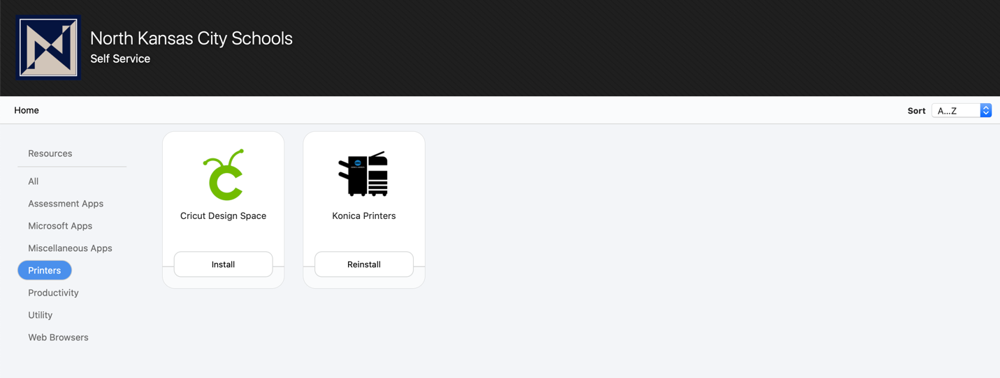 North Kansas City Schools
Self Service
Home
Sort A...Z
Resources
All
Assessment Apps
Microsoft Apps
Miscellaneous Apps
Printers
Productivity
Utility
Web Browsers
Cricut Design Space
Install
Konica Printers
Reinstall